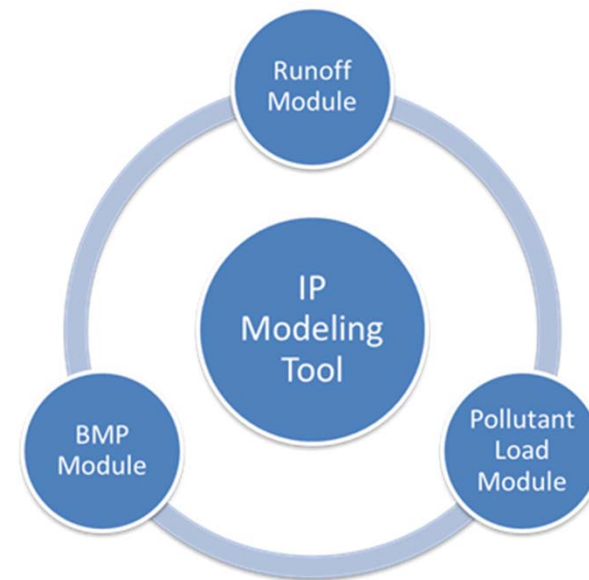 Runoff
Module
IP
Modeling
Tool
BMP
Module
Pollutant
Load
Module